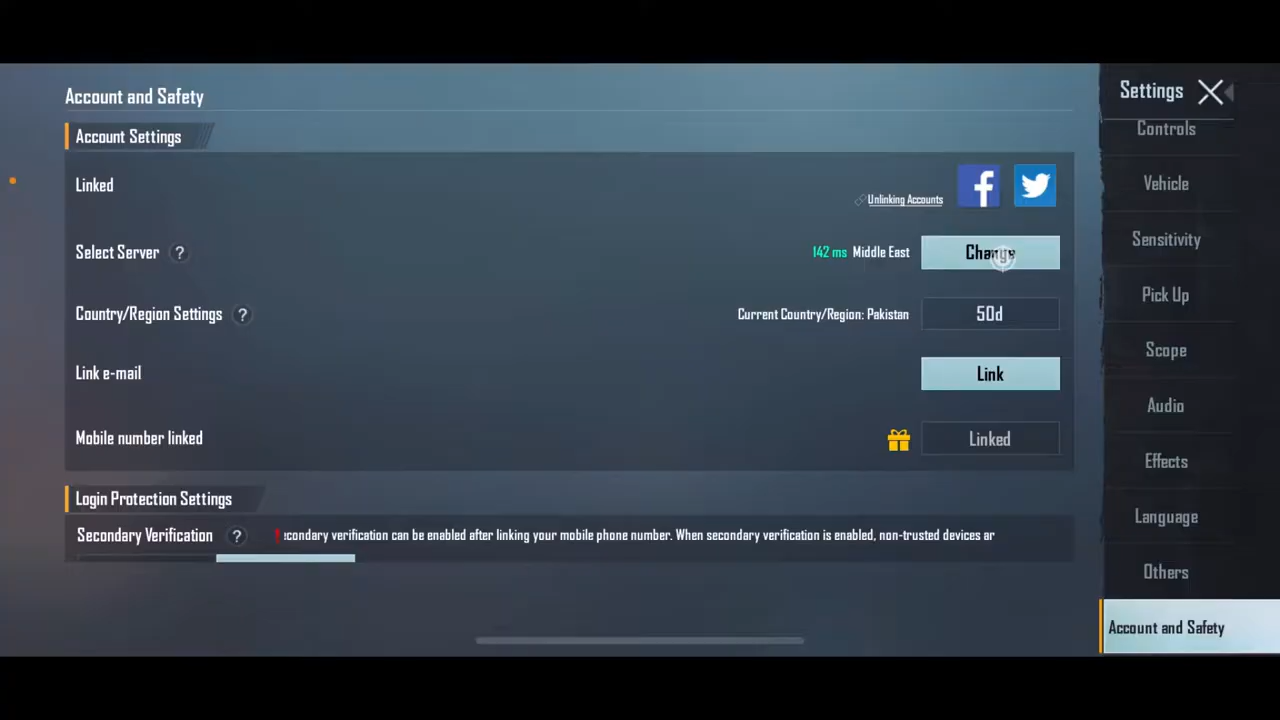 Account and Safety
Settings
Account Settings
Controls
Linked
Unlinking Accounts
Vehicle
Select Server ?
142 ms Middle East
Change
Sensitivity
Pick Up
Country/Region Settings ?
Current Country/Region: Pakistan
50d
Scope
Link e-mail
Link
Audio
Mobile number linked
Linked
Effects
Login Protection Settings
Language
Secondary Verification ?
econdary verification can be enabled after linking your mobile phone number. When secondary verification is enabled, non-trusted devices ar
Others
Account and Safety